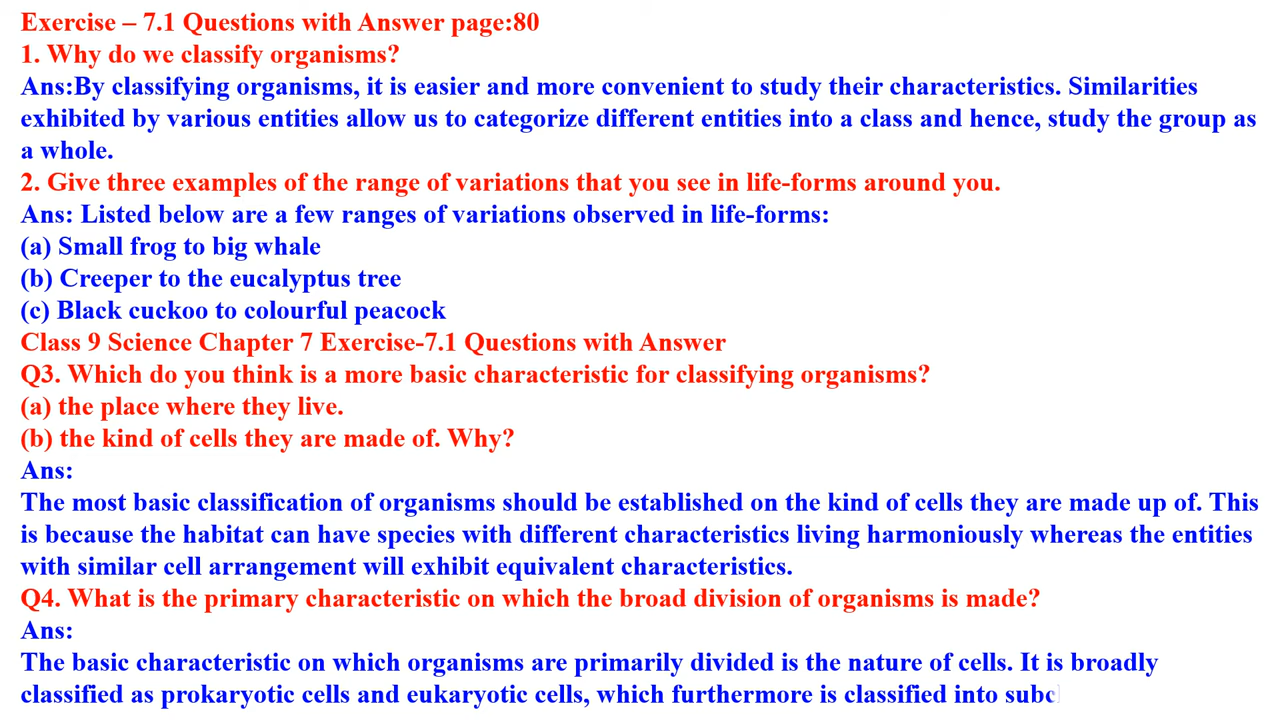 Exercise – 7.1 Questions with Answer page:80
1. Why do we classify organisms?
Ans:By classifying organisms, it is easier and more convenient to study their characteristics. Similarities
exhibited by various entities allow us to categorize different entities into a class and hence, study the group as
a whole.
2. Give three examples of the range of variations that you see in life-forms around you.
Ans: Listed below are a few ranges of variations observed in life-forms:
(a) Small frog to big whale
(b) Creeper to the eucalyptus tree
(c) Black cuckoo to colourful peacock
Class 9 Science Chapter 7 Exercise-7.1 Questions with Answer
Q3. Which do you think is a more basic characteristic for classifying organisms?
(a) the place where they live.
(b) the kind of cells they are made of. Why?
Ans:
The most basic classification of organisms should be established on the kind of cells they are made up of. This
is because the habitat can have species with different characteristics living harmoniously whereas the entities
with similar cell arrangement will exhibit equivalent characteristics.
Q4. What is the primary characteristic on which the broad division of organisms is made?
Ans:
The basic characteristic on which organisms are primarily divided is the nature of cells. It is broadly
classified as prokaryotic cells and eukaryotic cells, which furthermore is classified into